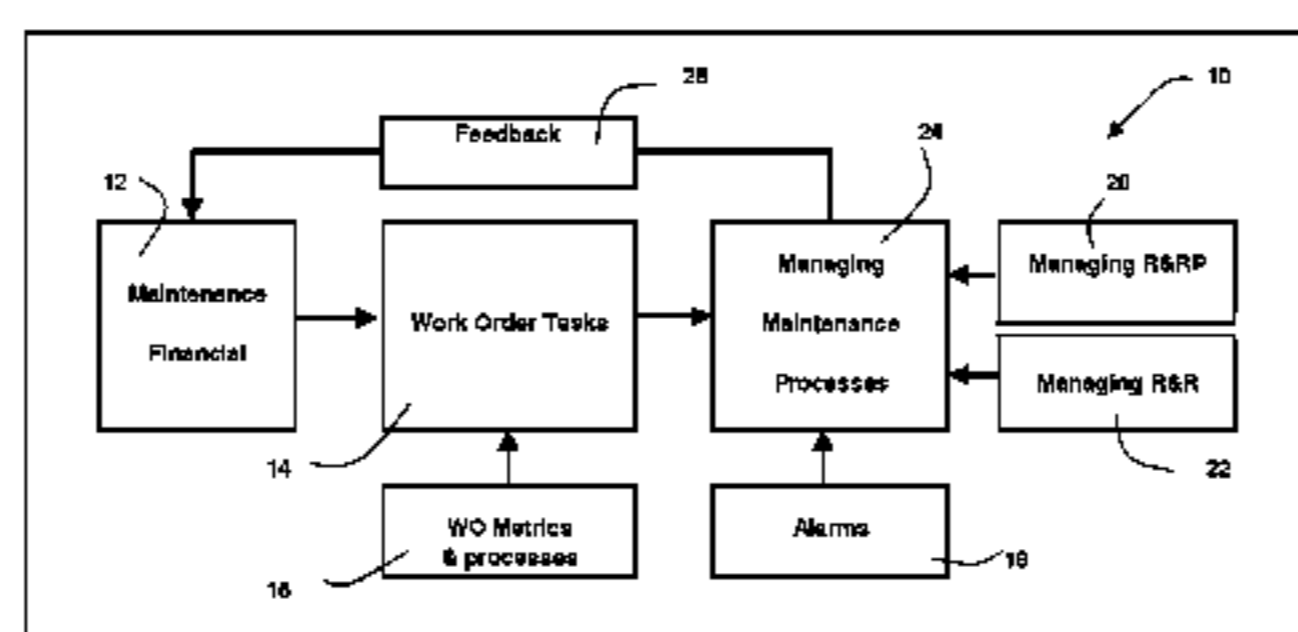 10
Feedback
24
12
20
Maintenance
Financial
Work Order Tasks
Managing
Maintenance
Processes
Managing R&RP
Managing R&R
14
22
WO Metrics
& processes
Alarms
16
18